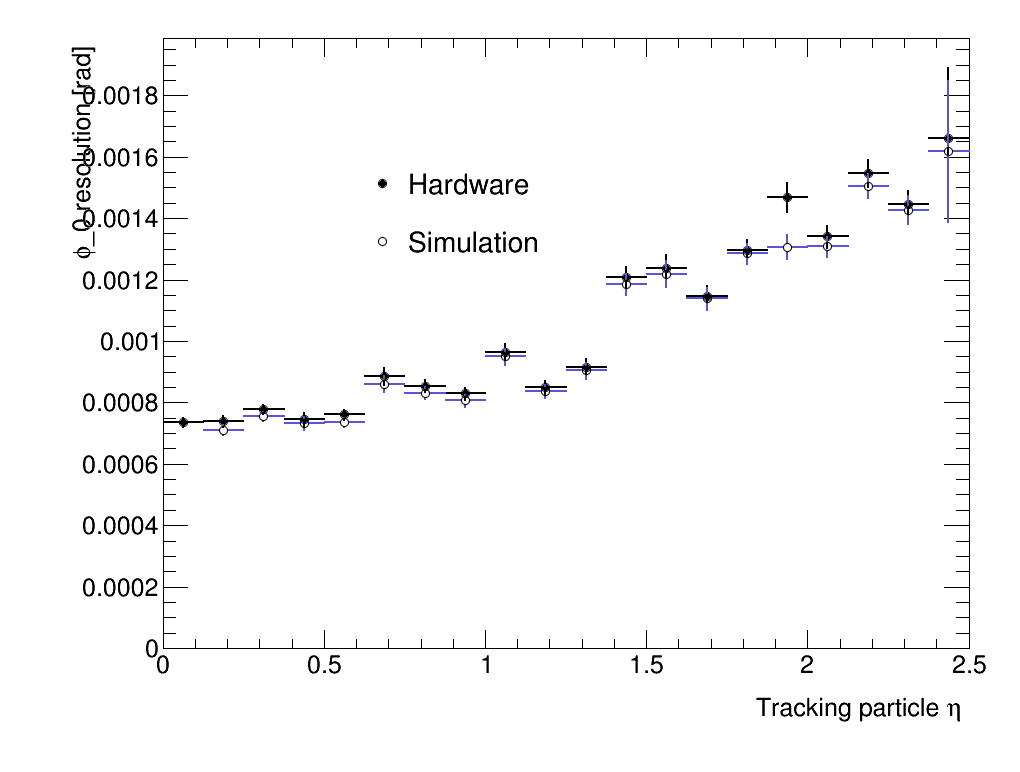 ϕ_0 resolution [rad]
0.0018
0.0016
0.0014
0.0012
0.001
0.0008
0.0006
0.0004
0.0002
0
Hardware
Simulation
0 0.5 1 1.5 2 2.5
Tracking particle η